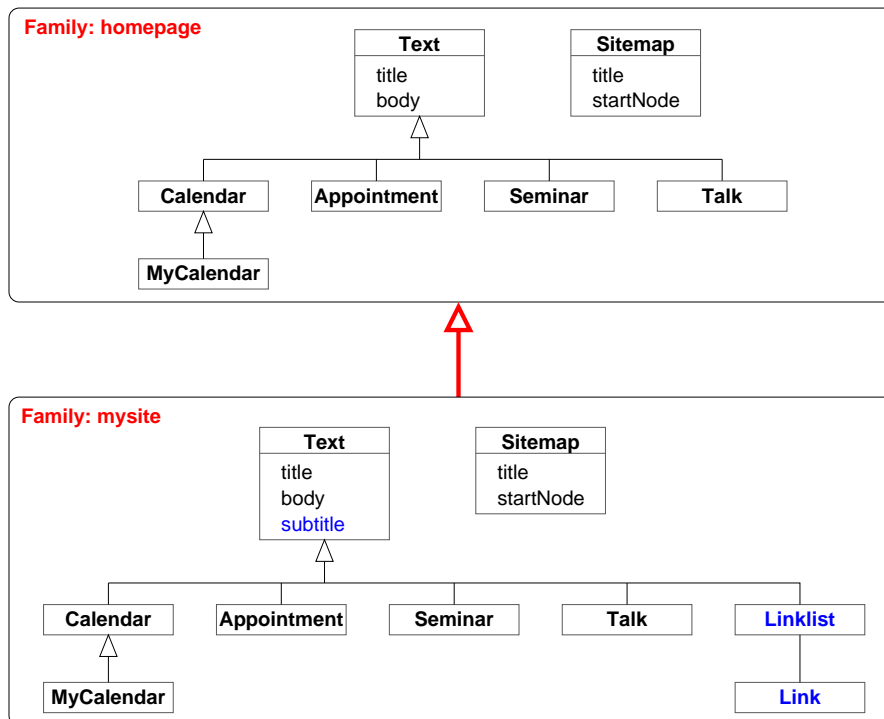 Family: homepage
Text
title
body
Sitemap
title
startNode
Calendar
Appointment
Seminar
Talk
MyCalendar
Family: mysite
Text
title
body
subtitle
Sitemap
title
startNode
Calendar
Appointment
Seminar
Talk
Linklist
MyCalendar
Link